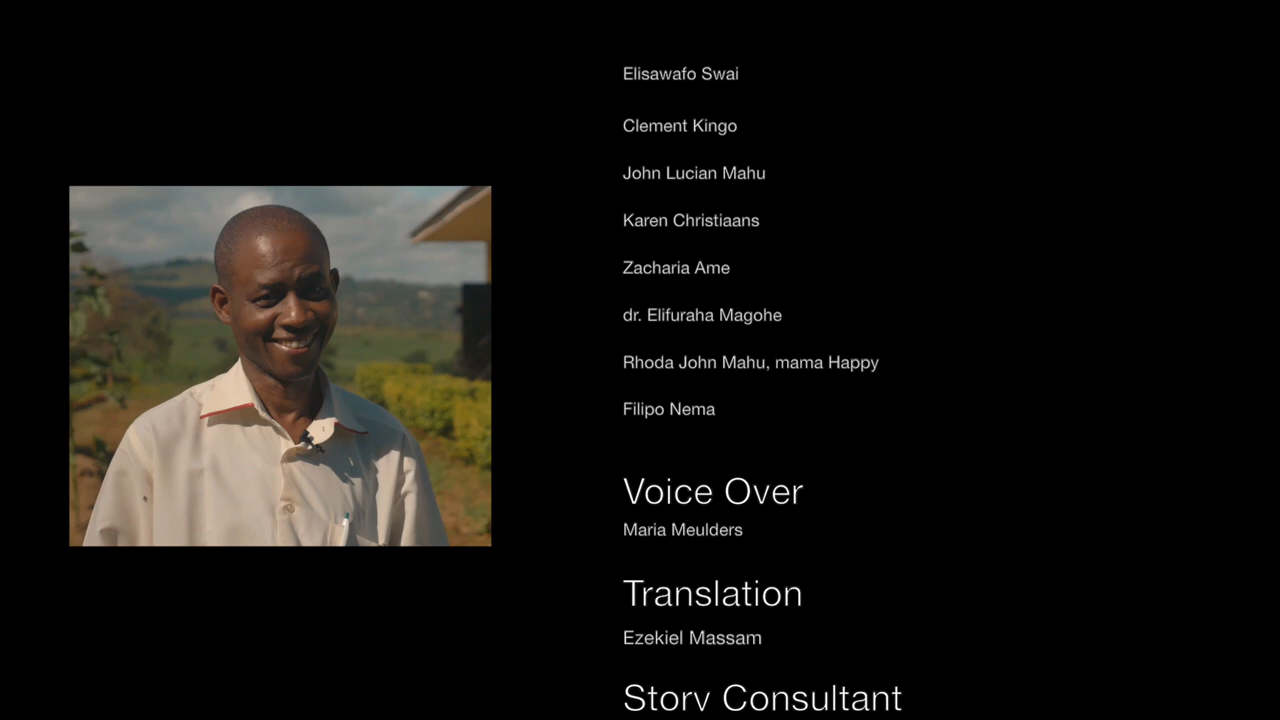 Elisawafo Swai
Clement Kingo
John Lucian Mahu
Karen Christiaans
Zacharia Ame
dr. Elifuraha Magohe
Rhoda John Mahu, mama Happy
Filipo Nema
Voice Over
Maria Meulders
Translation
Ezekiel Massam
Story Consultant